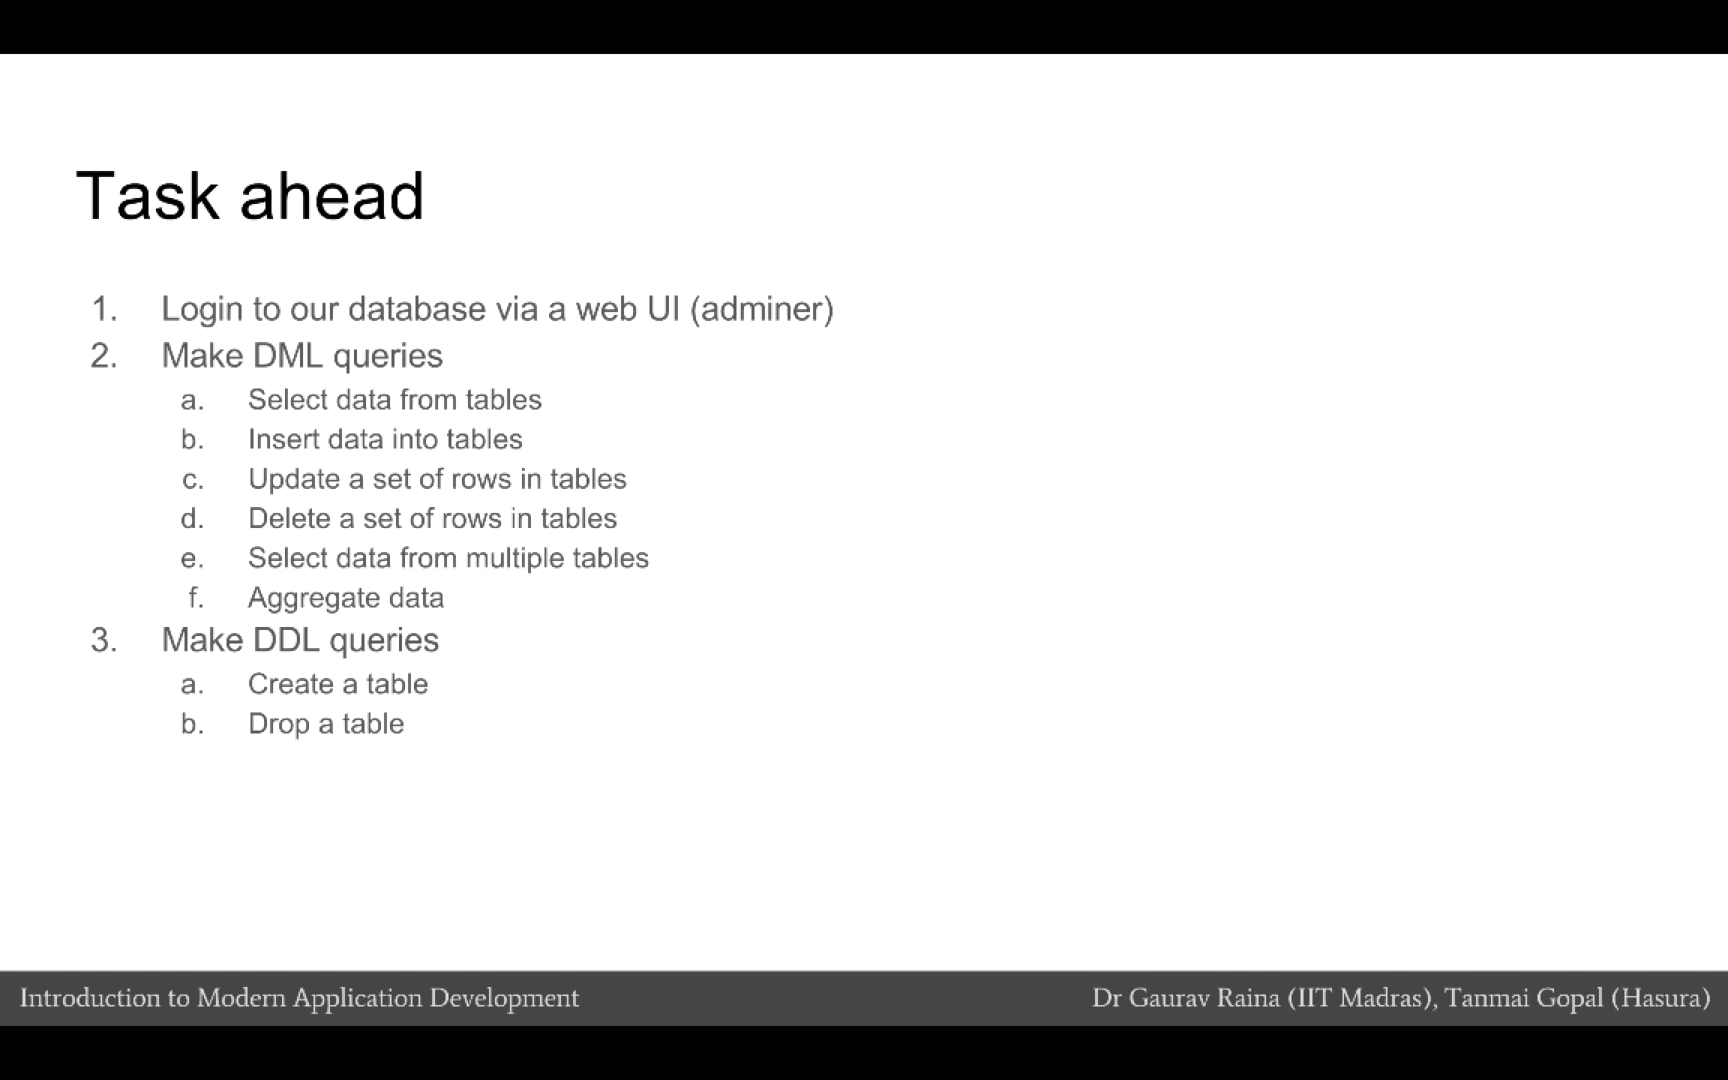 Task ahead
1. Login to our database via a web UI (adminer)
2. Make DML queries
a. Select data from tables
b. Insert data into tables
c. Update a set of rows in tables
d. Delete a set of rows in tables
e. Select data from multiple tables
f. Aggregate data
3. Make DDL queries
a. Create a table
b. Drop a table
Introduction to Modern Application Development
Dr Gaurav Raina (IIT Madras), Tanmai Gopal (Hasura)